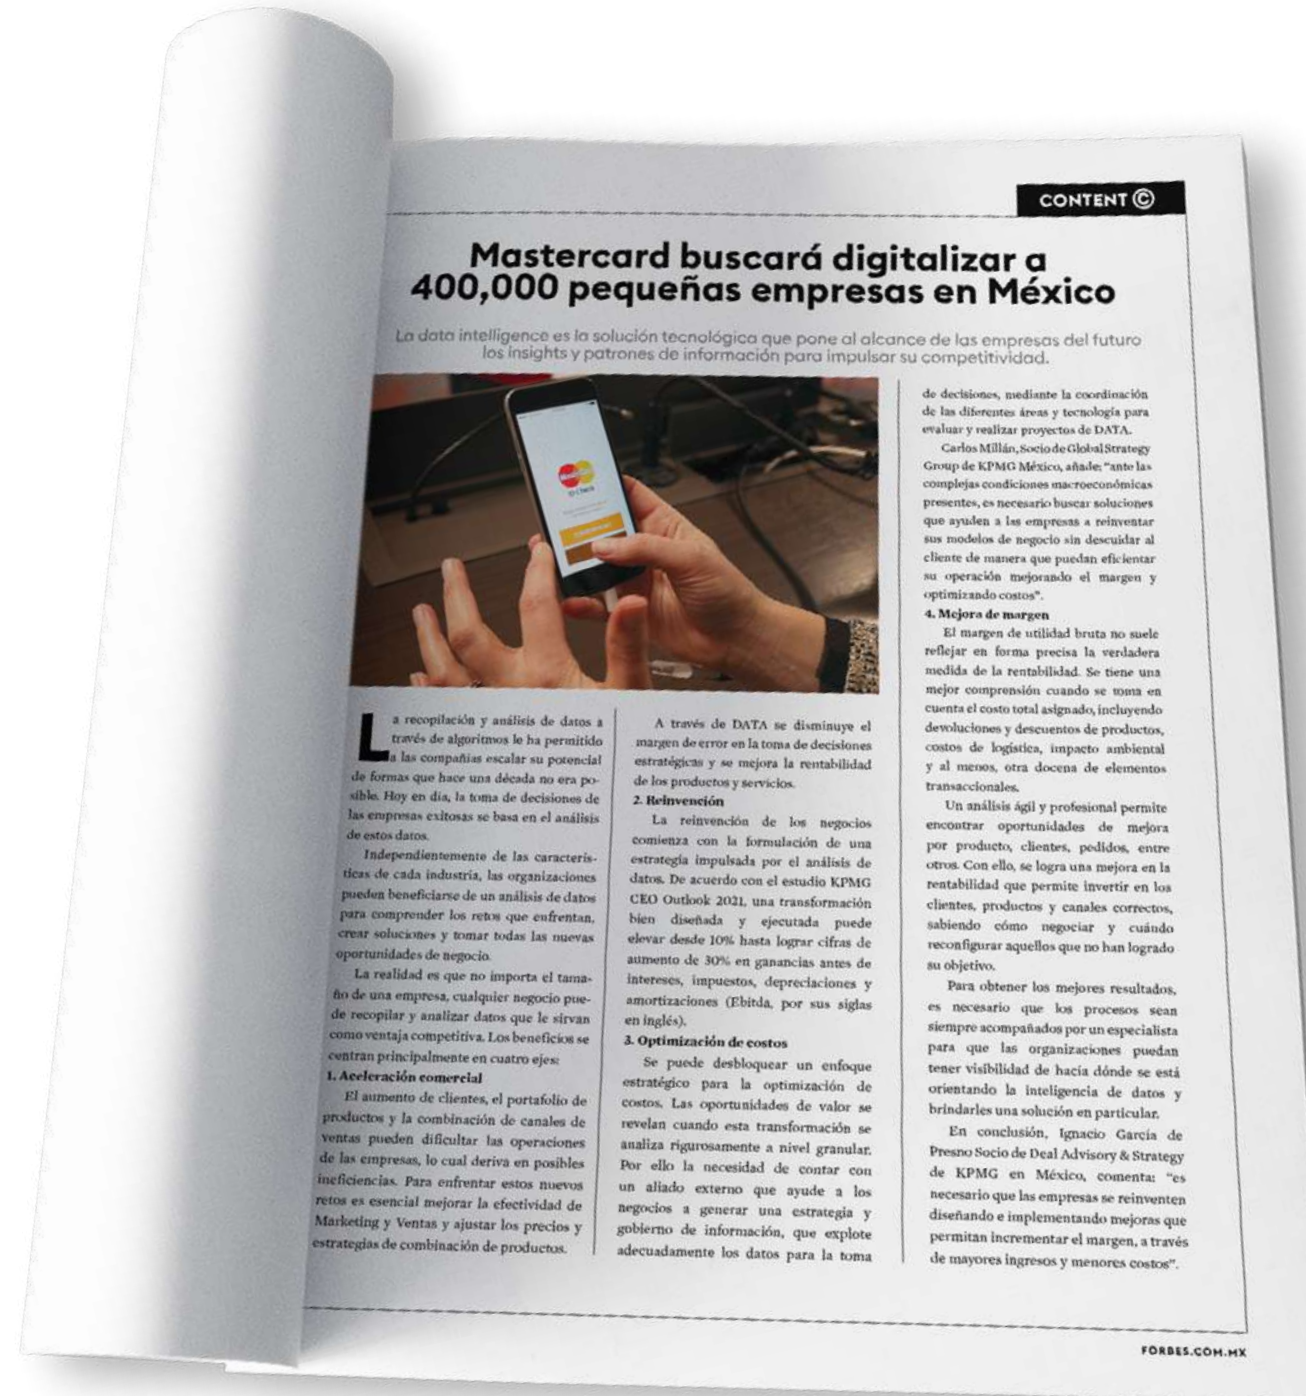 CONTENT ©
Mastercard buscará digitalizar a
400,000 pequeñas empresas en México
La data intelligence es la solución tecnológica que pone al alcance de las empresas del futuro
los insights y patrones de información para impulsar su competitividad.
La recopilación y análisis de datos a
través de algoritmos le ha permitido
a las compañías escalar su potencial
de formas que hace una década no era po-
sible. Hoy en día, la toma de decisiones de
las empresas exitosas se basa en el análisis
de estos datos.
Independientemente de las caracterís-
ticas de cada industria, las organizaciones
pueden beneficiarse de un análisis de datos
para comprender los retos que enfrentan,
crear soluciones y tomar todas las nuevas
oportunidades de negocio.
La realidad es que no importa el tama-
ño de una empresa, cualquier negocio pue-
de recopilar y analizar datos que le sirvan
como ventaja competitiva. Los beneficios se
centran principalmente en cuatro ejes:
1. Aceleración comercial
El aumento de clientes, el portafolio de
productos y la combinación de canales de
ventas pueden dificultar las operaciones
de las empresas, lo cual deriva en posibles
ineficiencias. Para enfrentar estos nuevos
retos es esencial mejorar la efectividad de
Marketing y Ventas y ajustar los precios y
estrategias de combinación de productos.
A través de DATA se disminuye el
margen de error en la toma de decisiones
estratégicas y se mejora la rentabilidad
de los productos y servicios.
2. Reinvención
La reinvención de los negocios
comienza con la formulación de una
estrategia impulsada por el análisis de
datos. De acuerdo con el estudio KPMG
CEO Outlook 2021, una transformación
bien diseñada y ejecutada puede
elevar desde 10% hasta lograr cifras de
aumento de 30% en ganancias antes de
intereses, impuestos, depreciaciones y
amortizaciones (Ebitda, por sus siglas
en inglés).
3. Optimización de costos
Se puede desbloquear un enfoque
estratégico para la optimización de
costos. Las oportunidades de valor se
revelan cuando esta transformación se
analiza rigurosamente a nivel granular.
Por ello la necesidad de contar con
un aliado externo que ayude a los
negocios a generar una estrategia y
gobierno de información, que explote
adecuadamente los datos para la toma
de decisiones, mediante la coordinación
de las diferentes áreas y tecnología para
evaluar y realizar proyectos de DATA.
Carlos Millán, Socio de Global Strategy
Group de KPMG México, añade: "ante las
complejas condiciones macroeconómicas
presentes, es necesario buscar soluciones
que ayuden a las empresas a reinventar
sus modelos de negocio sin descuidar al
cliente de manera que puedan eficientar
su operación mejorando el margen y
optimizando costos".
4. Mejora de margen
El margen de utilidad bruta no suele
reflejar en forma precisa la verdadera
medida de la rentabilidad. Se tiene una
mejor comprensión cuando se toma en
cuenta el costo total asignado, incluyendo
devoluciones y descuentos de productos,
costos de logística, impacto ambiental
y al menos, otra docena de elementos
transaccionales.
Un análisis ágil y profesional permite
encontrar oportunidades de mejora
por producto, clientes, pedidos, entre
otros. Con ello, se logra una mejora en la
rentabilidad que permite invertir en los
clientes, productos y canales correctos,
sabiendo cómo negociar y cuándo
reconfigurar aquellos que no han logrado
su objetivo.
Para obtener los mejores resultados,
es necesario que los procesos sean
siempre acompañados por un especialista
para que las organizaciones puedan
tener visibilidad de hacia dónde se está
orientando la inteligencia de datos y
brindarles una solución en particular.
En conclusión, Ignacio García de
Presno Socio de Deal Advisory & Strategy
de KPMG en México, comenta: "es
necesario que las empresas se reinventen
diseñando e implementando mejoras que
permitan incrementar el margen, a través
de mayores ingresos y menores costos".
FORBES.COM.MX